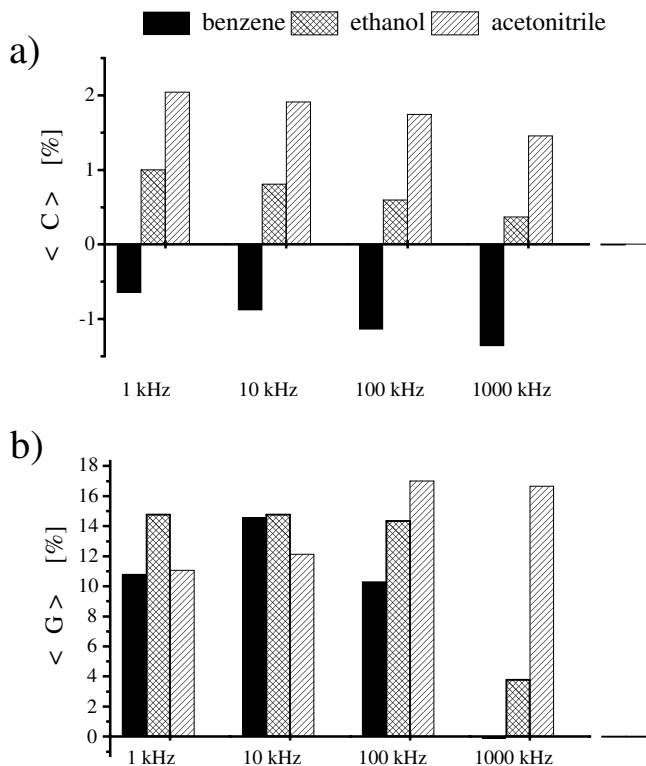 benzene ethanol acetonitrile
a)
< C > [%]
2
1
0
-1
1 kHz 10 kHz 100 kHz 1000 kHz
b)
< G > [%]
18
16
14
12
10
8
6
4
2
0
1 kHz 10 kHz 100 kHz 1000 kHz